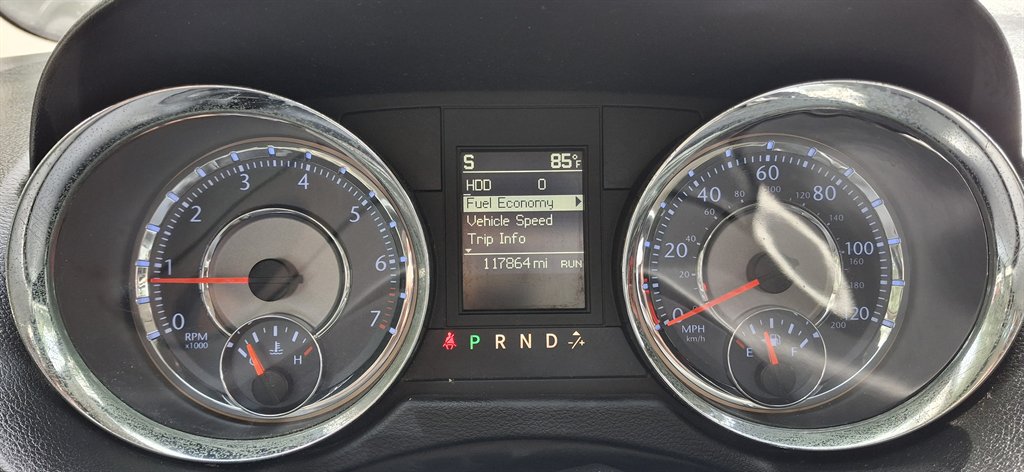 0 1 2 3 4 5 6 7
RPM
x1000
H
S 85°F
HDD 0
Fuel Economy
Vehicle Speed
Trip Info
117864 mi RUN
P R N D -/+
0 20 40 60 80 100 120
20 40 60 80 100 120 140 160 180 200
MPH
km/h
E F